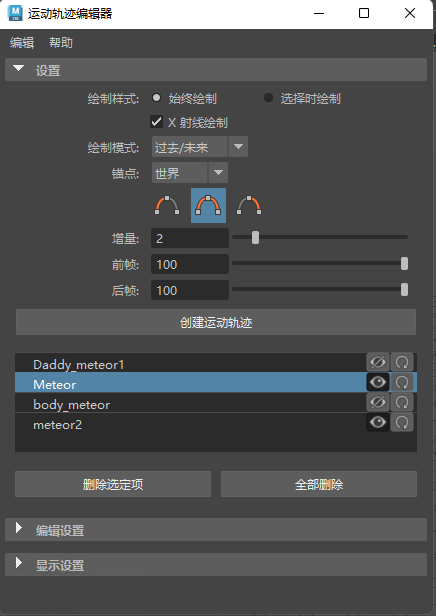 运动轨迹编辑器
编辑 帮助
设置
绘制样式: 始终绘制 选择时绘制
X 射线绘制
绘制模式: 过去/未来
锚点: 世界
增量: 2
前帧: 100
后帧: 100
创建运动轨迹
Daddy_meteor1
Meteor
body_meteor
meteor2
删除选定项 全部删除
编辑设置
显示设置